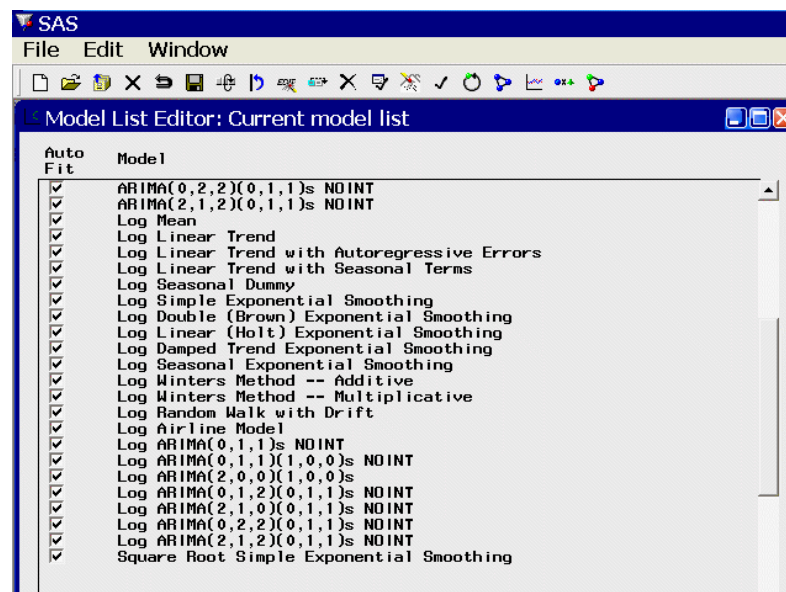 SAS
File Edit Window
Model List Editor: Current model list
Auto Fit Model
ARIMA(0,2,2)(0,1,1)s NOINT
ARIMA(2,1,2)(0,1,1)s NOINT
Log Mean
Log Linear Trend
Log Linear Trend with Autoregressive Errors
Log Linear Trend with Seasonal Terms
Log Seasonal Dummy
Log Simple Exponential Smoothing
Log Double (Brown) Exponential Smoothing
Log Linear (Holt) Exponential Smoothing
Log Damped Trend Exponential Smoothing
Log Seasonal Exponential Smoothing
Log Winters Method -- Additive
Log Winters Method -- Multiplicative
Log Random Walk with Drift
Log Airline Model
Log ARIMA(0,1,1)s NOINT
Log ARIMA(0,1,1)(1,0,0)s NOINT
Log ARIMA(2,0,0)(1,0,0)s
Log ARIMA(0,1,2)(0,1,1)s NOINT
Log ARIMA(2,1,0)(0,1,1)s NOINT
Log ARIMA(0,2,2)(0,1,1)s NOINT
Log ARIMA(2,1,2)(0,1,1)s NOINT
Square Root Simple Exponential Smoothing